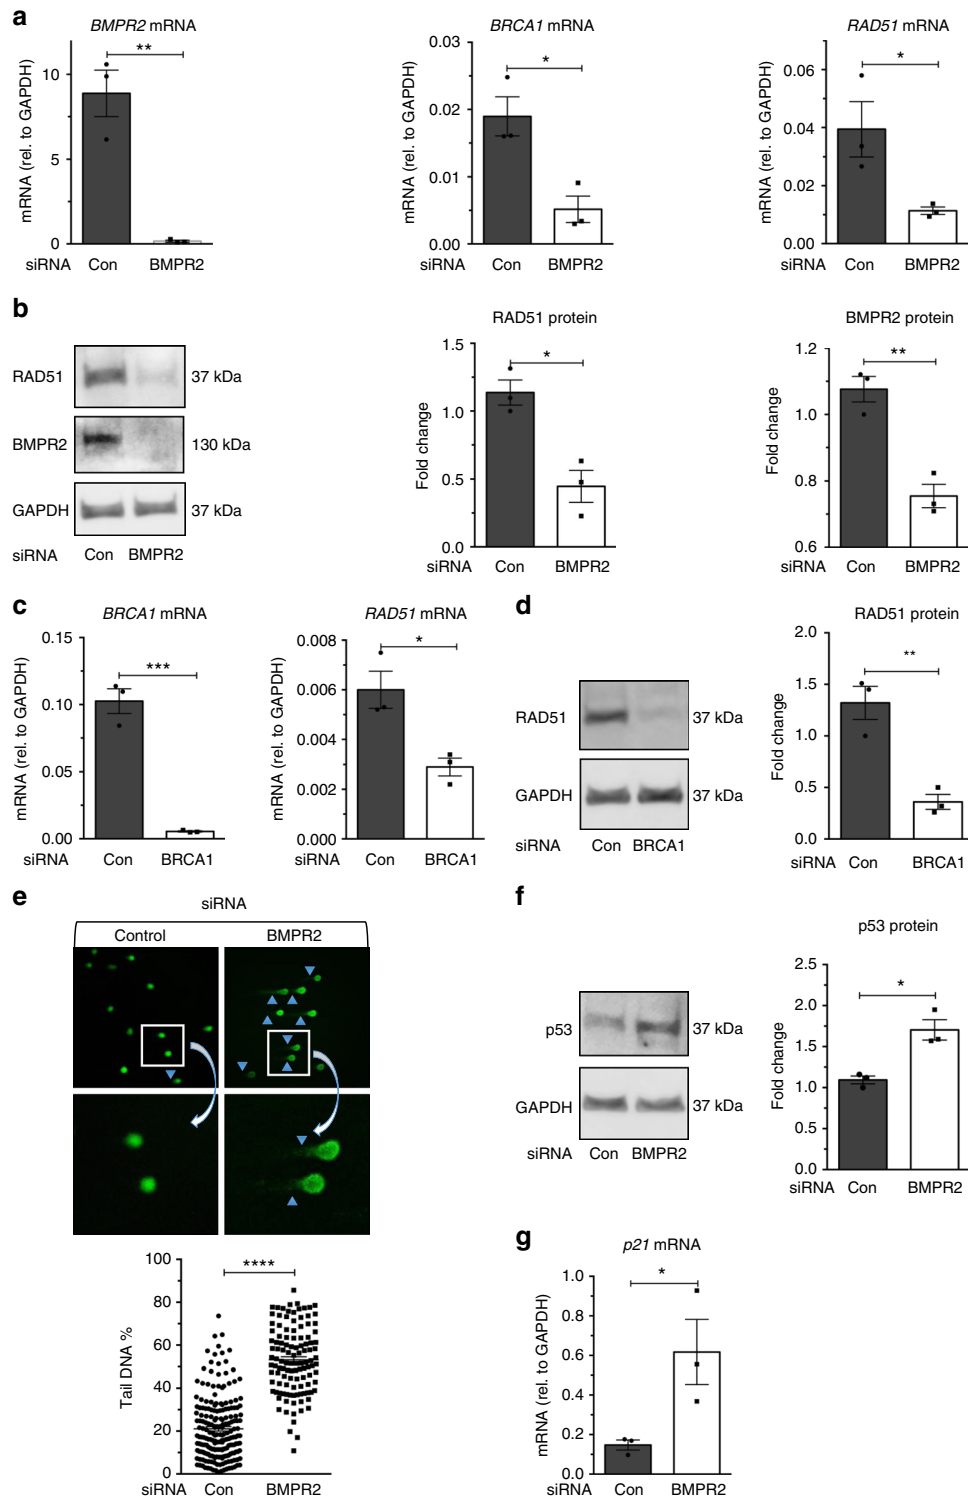 a
BMPR2 mRNA
BRCA1 mRNA
RAD51 mRNA
**
*
*
mRNA (rel. to GAPDH)
10
5
0
siRNA Con BMPR2
mRNA (rel. to GAPDH)
0.03
0.02
0.01
0.00
siRNA Con BMPR2
mRNA (rel. to GAPDH)
0.06
0.04
0.02
0.00
siRNA Con BMPR2
b
RAD51 37 kDa
BMPR2 130 kDa
GAPDH 37 kDa
siRNA Con BMPR2
RAD51 protein
*
Fold change
1.5
1.0
0.5
0.0
siRNA Con BMPR2
BMPR2 protein
**
Fold change
1.2
1.0
0.8
0.6
siRNA Con BMPR2
c
BRCA1 mRNA
***
mRNA (rel. to GAPDH)
0.15
0.10
0.05
0.00
siRNA Con BRCA1
RAD51 mRNA
*
mRNA (rel. to GAPDH)
0.008
0.006
0.004
0.002
0.000
siRNA Con BRCA1
d
RAD51 37 kDa
GAPDH 37 kDa
siRNA Con BRCA1
RAD51 protein
**
Fold change
2.0
1.5
1.0
0.5
0.0
siRNA Con BRCA1
e
siRNA
Control BMPR2
****
Tail DNA %
100
80
60
40
20
0
siRNA Con BMPR2
f
p53 37 kDa
GAPDH 37 kDa
siRNA Con BMPR2
p53 protein
*
Fold change
2.5
2.0
1.5
1.0
0.5
0.0
siRNA Con BMPR2
g
p21 mRNA
*
mRNA (rel. to GAPDH)
1.0
0.8
0.6
0.4
0.2
0.0
siRNA Con BMPR2